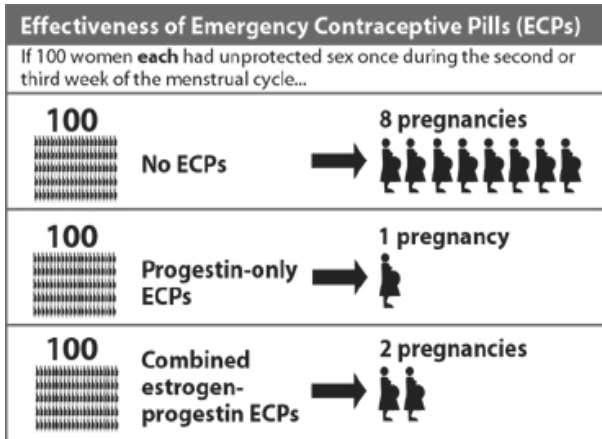 Effectiveness of Emergency Contraceptive Pills (ECPs)
If 100 women each had unprotected sex once during the second or
third week of the menstrual cycle...
100
No ECPs
8 pregnancies
100
Progestin-only
ECPs
1 pregnancy
100
Combined
estrogen-
progestin ECPs
2 pregnancies